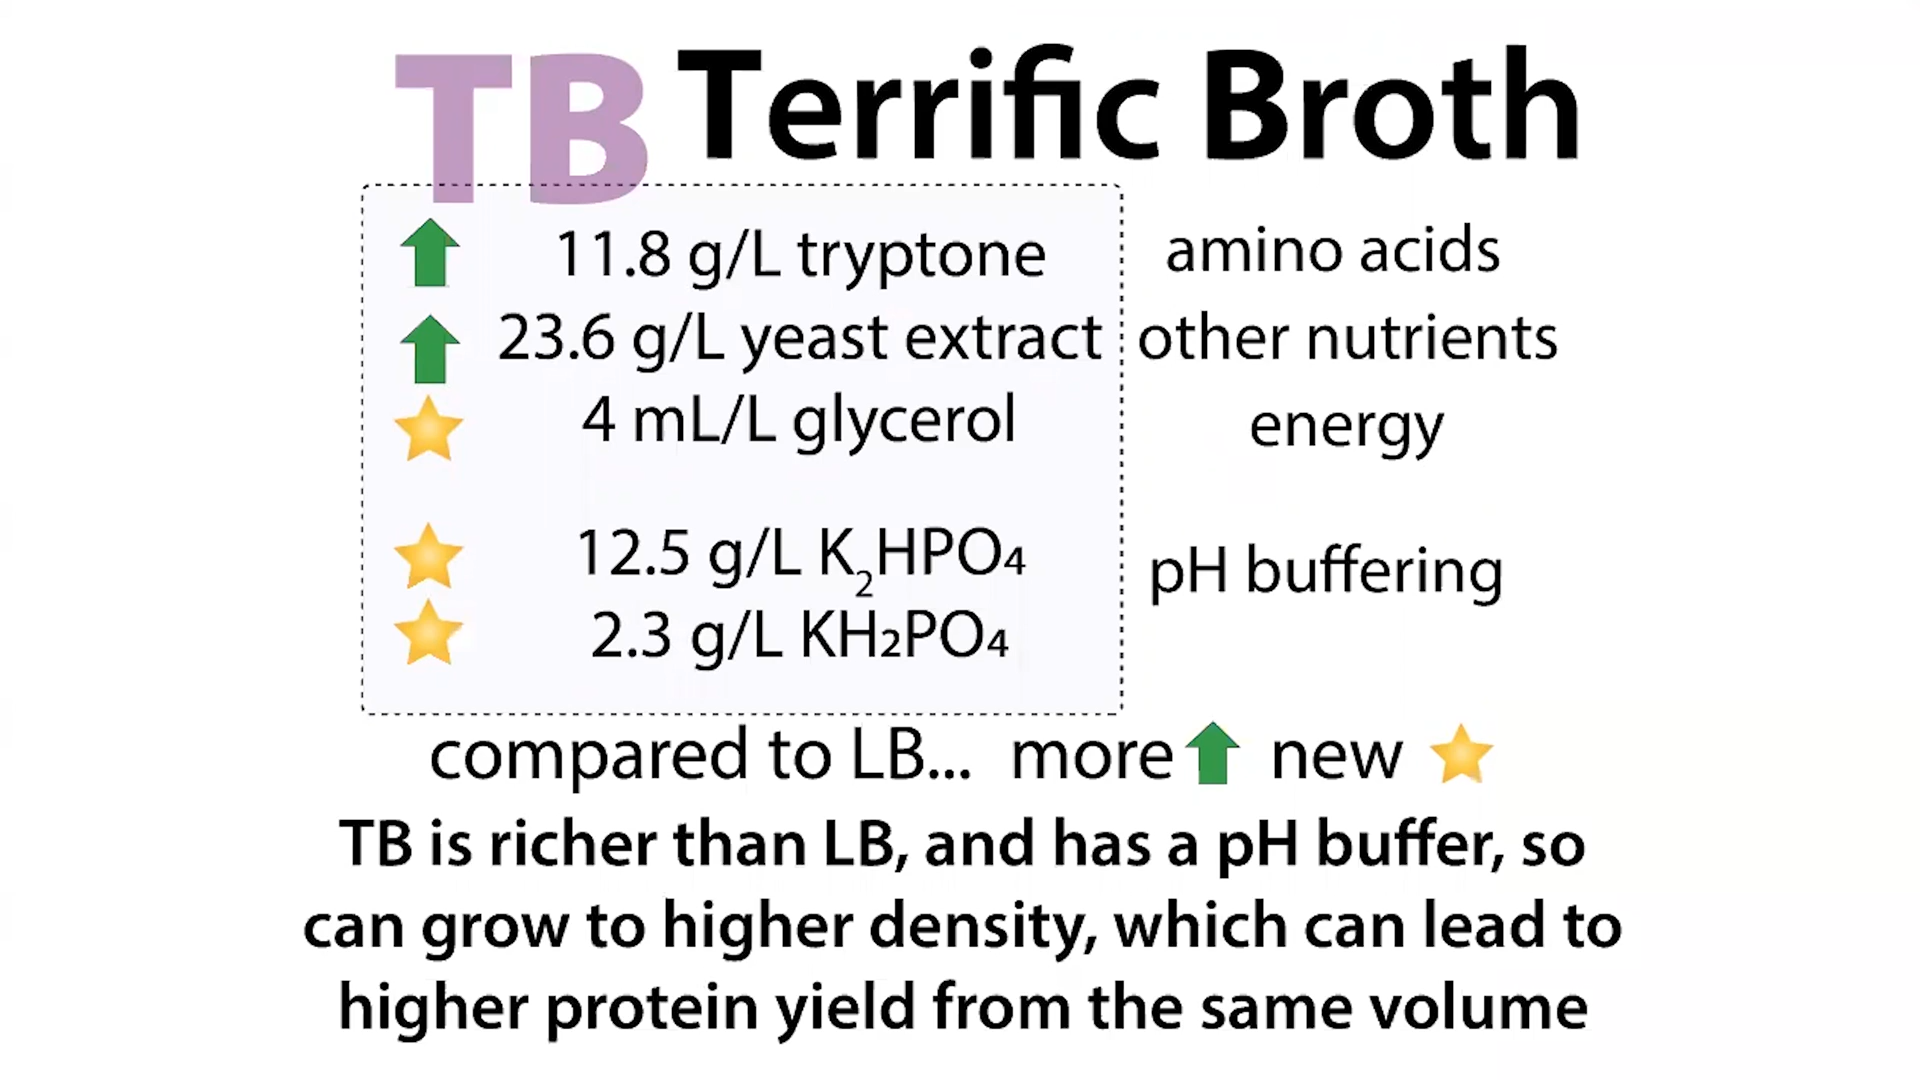 TB Terrific Broth
11.8 g/L tryptone amino acids
23.6 g/L yeast extract other nutrients
4 mL/L glycerol energy
12.5 g/L K₂HPO₄
pH buffering
2.3 g/L KH₂PO₄
compared to LB... more new
TB is richer than LB, and has a pH buffer, so
can grow to higher density, which can lead to
higher protein yield from the same volume